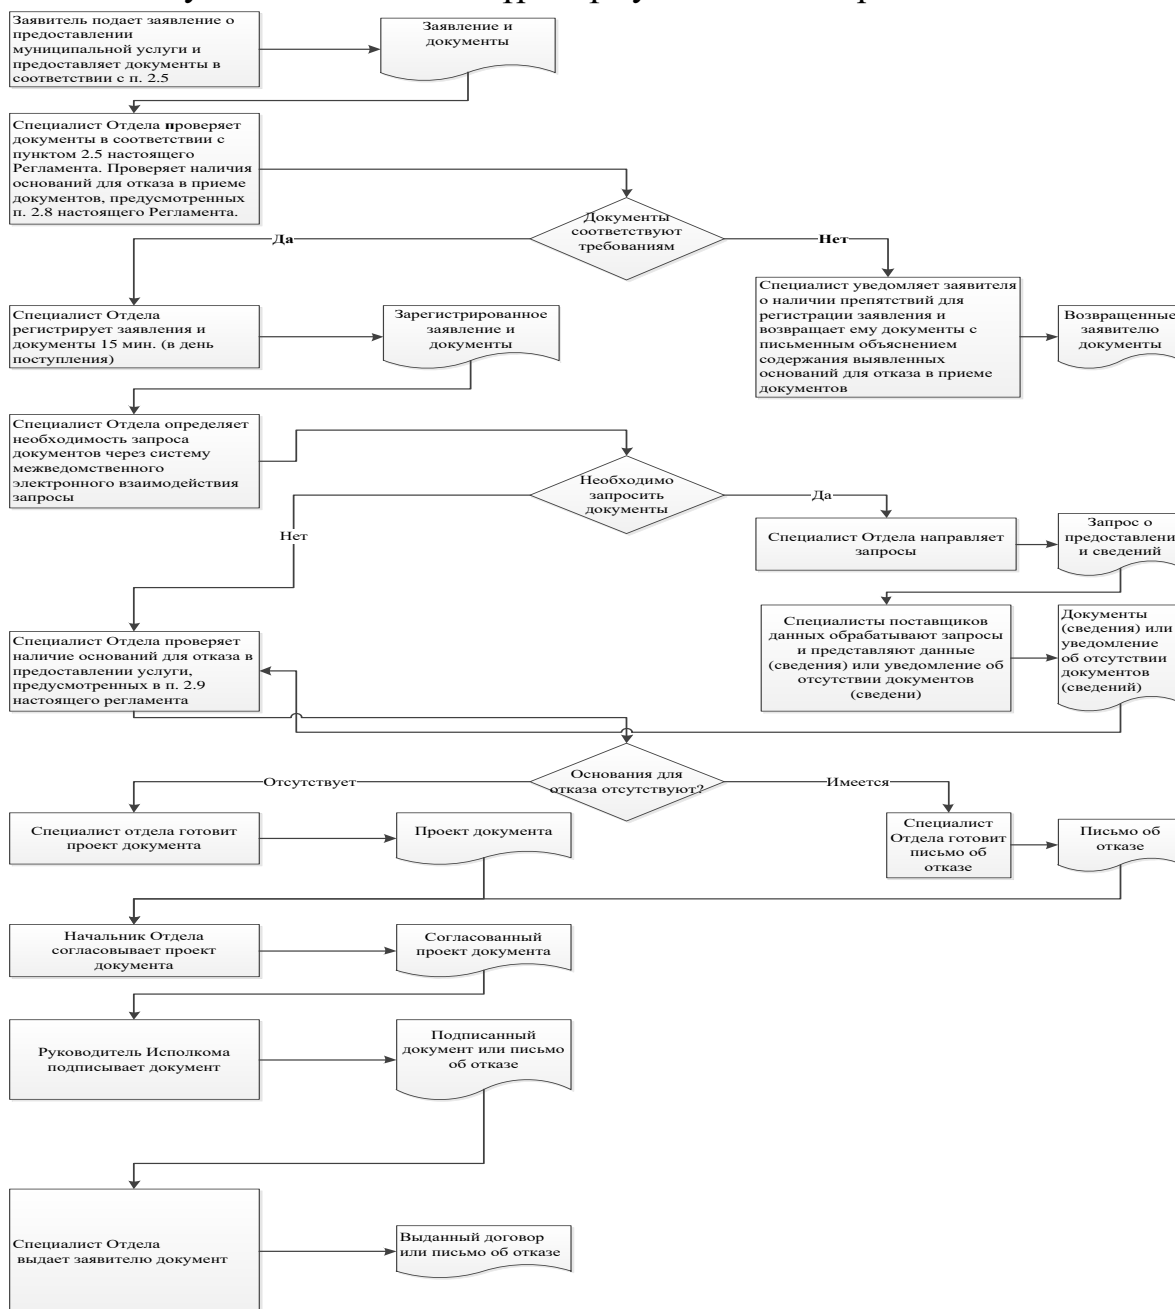 Заявитель подает заявление о
предоставлении
муниципальной услуги и
предоставляет документы в
соответствии с п. 2.5
Заявление и
документы
Специалист Отдела проверяет
документы в соответствии с
пунктом 2.5 настоящего
Регламента. Проверяет наличия
оснований для отказа в приеме
документов, предусмотренных
п. 2.8 настоящего Регламента.
Документы
соответствуют
требованиям
Да
Нет
Специалист Отдела
регистрирует заявления и
документы 15 мин. (в день
поступления)
Зарегистрированное
заявление и
документы
Специалист уведомляет заявителя
о наличии препятствий для
регистрации заявления и
возвращает ему документы с
письменным объяснением
содержания выявленных
оснований для отказа в приеме
документов
Возвращенные
заявителю
документы
Специалист Отдела определяет
необходимость запроса
документов через систему
межведомственного
электронного взаимодействия
запросы
Необходимо
запросить
документы
Да
Нет
Специалист Отдела направляет
запросы
Запрос о
предоставлени
и сведений
Специалисты поставщиков
данных обрабатывают запросы
и представляют данные
(сведения) или уведомление об
отсутствии документов
(сведени)
Документы
(сведения) или
уведомление
об отсутствии
документов
(сведений)
Специалист Отдела проверяет
наличие оснований для отказа в
предоставлении услуги,
предусмотренных в п. 2.9
настоящего регламента
Основания для
отказа отсутствуют?
Отсутствует
Имеется
Специалист отдела готовит
проект документа
Проект документа
Специалист
Отдела готовит
письмо об
отказе
Письмо об
отказе
Начальник Отдела
согласовывает проект
документа
Согласованный
проект документа
Руководитель Исполкома
подписывает документ
Подписанный
документ или письмо
об отказе
Специалист Отдела
выдает заявителю документ
Выданный договор
или письмо об отказе